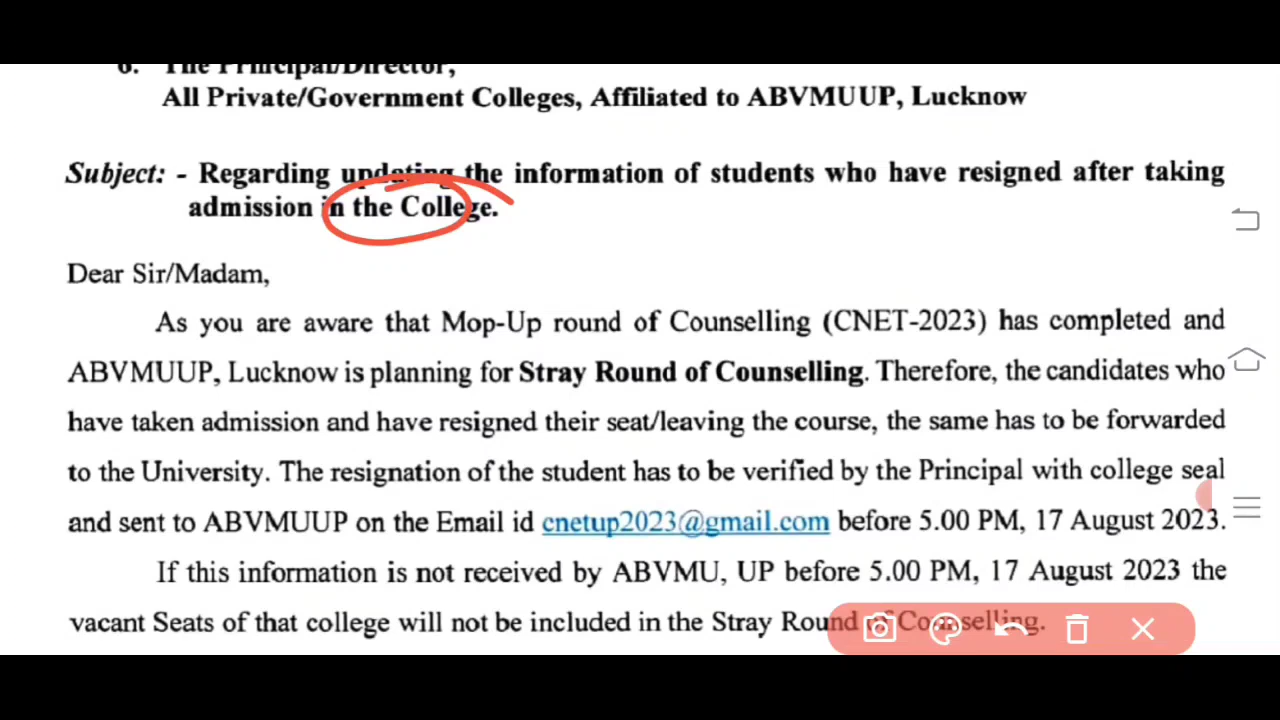 6. The Principal/Director,
All Private/Government Colleges, Affiliated to ABVMUUP, Lucknow
Subject: - Regarding updating the information of students who have resigned after taking
admission in the College.
Dear Sir/Madam,
As you are aware that Mop-Up round of Counselling (CNET-2023) has completed and
ABVMUUP, Lucknow is planning for Stray Round of Counselling. Therefore, the candidates who
have taken admission and have resigned their seat/leaving the course, the same has to be forwarded
to the University. The resignation of the student has to be verified by the Principal with college seal
and sent to ABVMUUP on the Email id cnetup2023@gmail.com before 5.00 PM, 17 August 2023.
If this information is not received by ABVMU, UP before 5.00 PM, 17 August 2023 the
vacant Seats of that college will not be included in the Stray Round of Counselling.